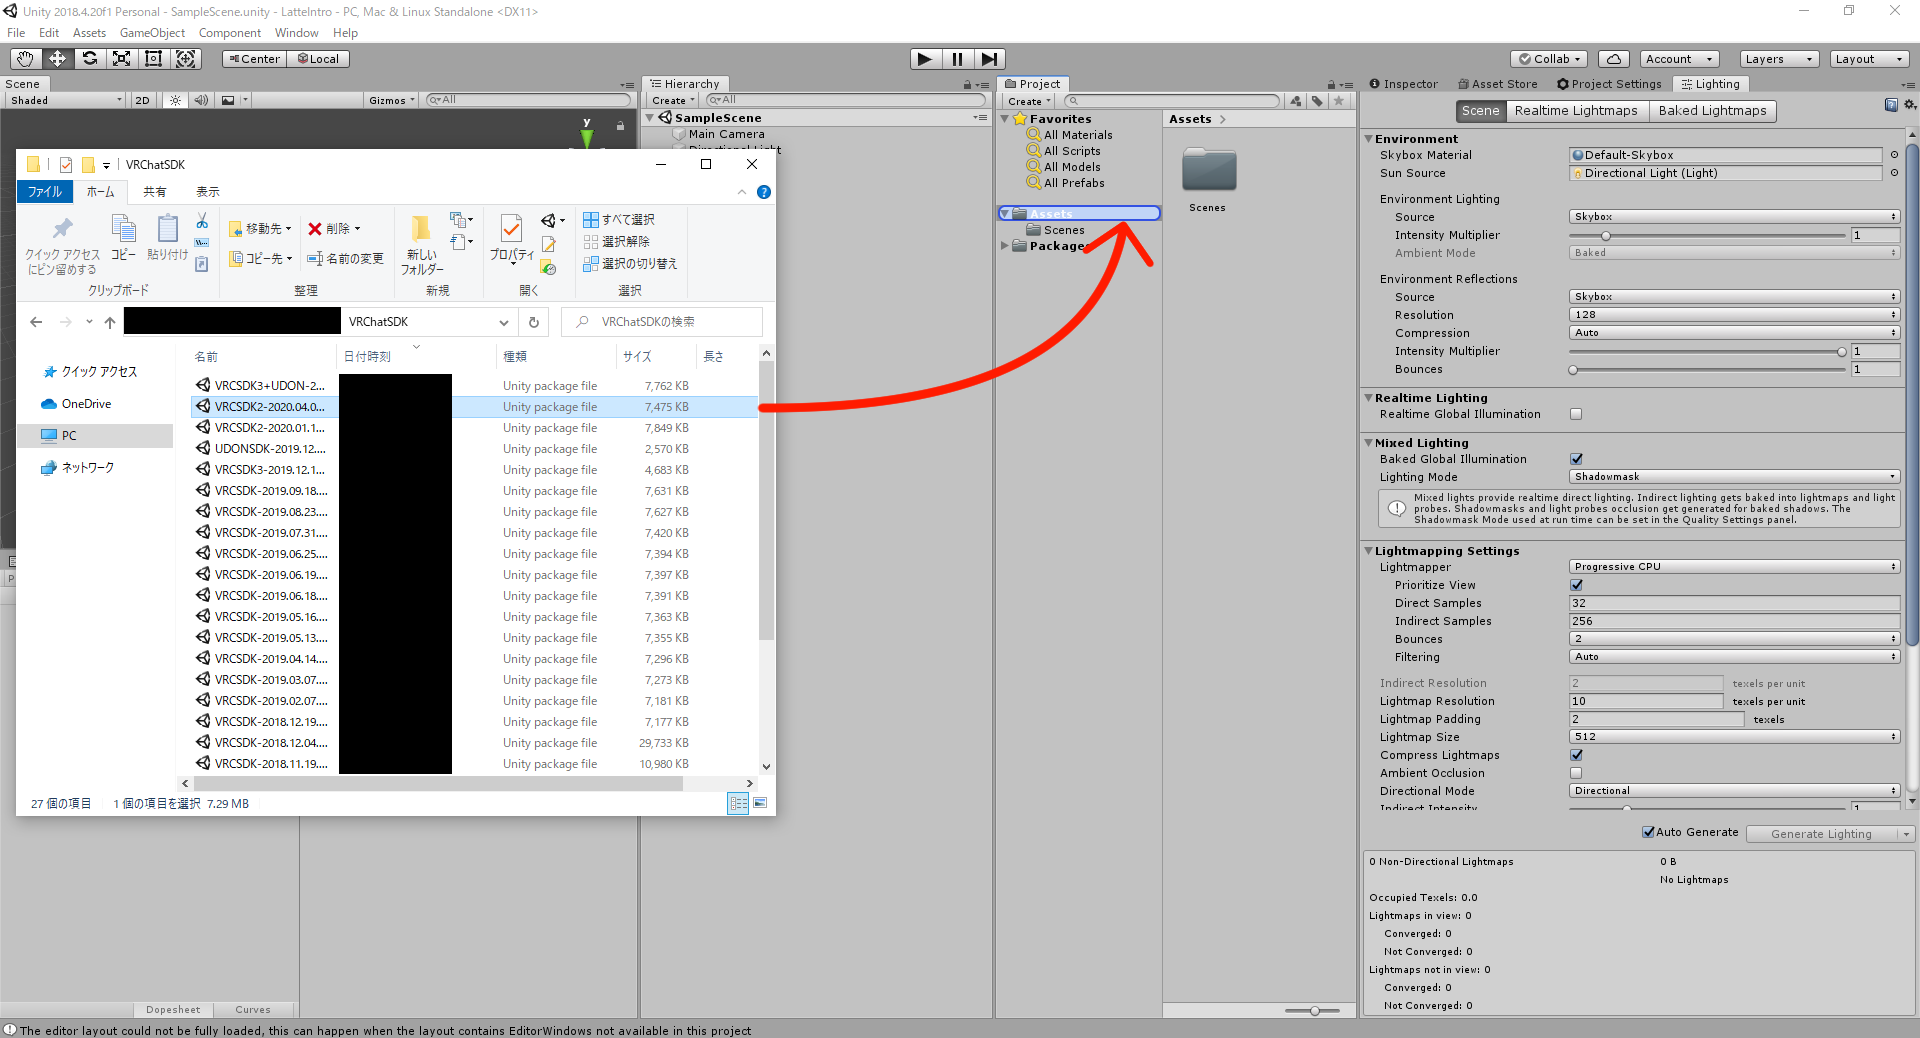 Unity 2018.4.20f1 Personal - SampleScene.unity - LatteIntro - PC, Mac & Linux Standalone <DX11>
File Edit Assets GameObject Component Window Help
Center Local Collab Account Layers Layout
Scene
Shaded 2D Gizmos All
y
Hierarchy
Create All
SampleScene
Main Camera
Directional Light
Project
Create
Favorites
All Materials
All Scripts
All Models
All Prefabs
Assets
Scenes
Packages
Assets
Scenes
VRChatSDK
ファイル ホーム 共有 表示
クイック アクセス
にピン留めする
コピー
貼り付け
クリップボード
移動先
コピー先
削除
名前の変更
整理
新しい
フォルダー
新規
プロパティ
開く
すべて選択
選択解除
選択の切り替え
選択
VRChatSDK
VRChatSDKの検索
クイック アクセス
OneDrive
PC
ネットワーク
名前 日付時刻 種類 サイズ 長さ
VRCSDK3+UDON-2... Unity package file 7,762 KB
VRCSDK2-2020.04.0... Unity package file 7,475 KB
VRCSDK2-2020.01.1... Unity package file 7,849 KB
UDONSDK-2019.12.... Unity package file 2,570 KB
VRCSDK3-2019.12.1... Unity package file 4,683 KB
VRCSDK-2019.09.18.... Unity package file 7,631 KB
VRCSDK-2019.08.23.... Unity package file 7,627 KB
VRCSDK-2019.07.31.... Unity package file 7,420 KB
VRCSDK-2019.06.25.... Unity package file 7,394 KB
VRCSDK-2019.06.19.... Unity package file 7,397 KB
VRCSDK-2019.06.18.... Unity package file 7,391 KB
VRCSDK-2019.05.16.... Unity package file 7,363 KB
VRCSDK-2019.05.13.... Unity package file 7,355 KB
VRCSDK-2019.04.14.... Unity package file 7,296 KB
VRCSDK-2019.03.07.... Unity package file 7,273 KB
VRCSDK-2019.02.07.... Unity package file 7,181 KB
VRCSDK-2018.12.19.... Unity package file 7,177 KB
VRCSDK-2018.12.04.... Unity package file 29,733 KB
VRCSDK-2018.11.19.... Unity package file 10,980 KB
27 個の項目 1 個の項目を選択 7.29 MB
Dopesheet Curves
The editor layout could not be fully loaded, this can happen when the layout contains EditorWindows not available in this project
Inspector Asset Store Project Settings Lighting
Scene Realtime Lightmaps Baked Lightmaps
Environment
Skybox Material Default-Skybox
Sun Source Directional Light (Light)
Environment Lighting
Source Skybox
Intensity Multiplier 1
Ambient Mode Baked
Environment Reflections
Source Skybox
Resolution 128
Compression Auto
Intensity Multiplier 1
Bounces 1
Realtime Lighting
Realtime Global Illumination
Mixed Lighting
Baked Global Illumination
Lighting Mode Shadowmask
Mixed lights provide realtime direct lighting. Indirect lighting gets baked into lightmaps and light
probes. Shadowmasks and light probes occlusion get generated for baked shadows. The
Shadowmask Mode used at run time can be set in the Quality Settings panel.
Lightmapping Settings
Lightmapper Progressive CPU
Prioritize View
Direct Samples 32
Indirect Samples 256
Bounces 2
Filtering Auto
Indirect Resolution 2 texels per unit
Lightmap Resolution 10 texels per unit
Lightmap Padding 2 texels
Lightmap Size 512
Compress Lightmaps
Ambient Occlusion
Directional Mode Directional
Indirect Intensity 1
Auto Generate Generate Lighting
0 Non-Directional Lightmaps 0 B
No Lightmaps
Occupied Texels: 0.0
Lightmaps in view: 0
Converged: 0
Not Converged: 0
Lightmaps not in view: 0
Converged: 0
Not Converged: 0